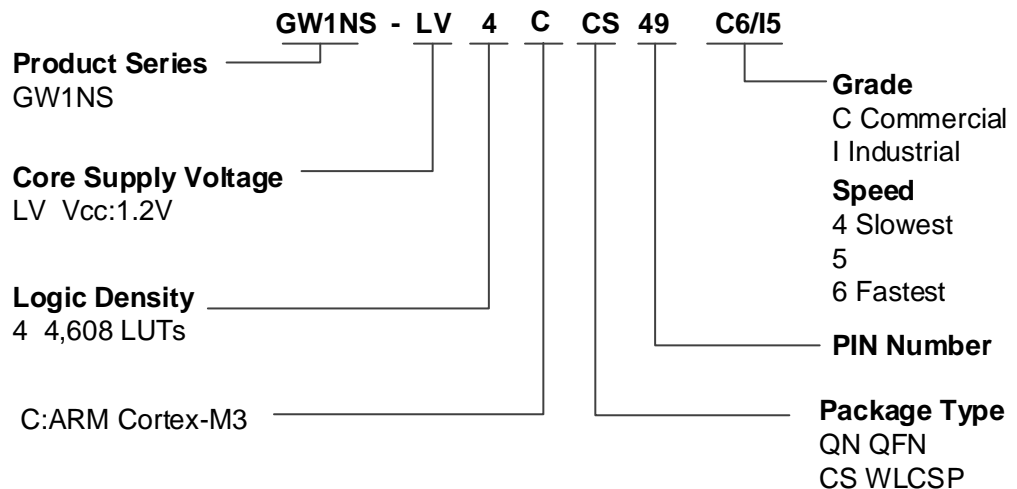 GW1NS - LV 4 C CS 49 C6/I5
Product Series
GW1NS
Core Supply Voltage
LV Vcc:1.2V
Logic Density
4 4,608 LUTs
C:ARM Cortex-M3
Grade
C Commercial
I Industrial
Speed
4 Slowest
5
6 Fastest
PIN Number
Package Type
QN QFN
CS WLCSP